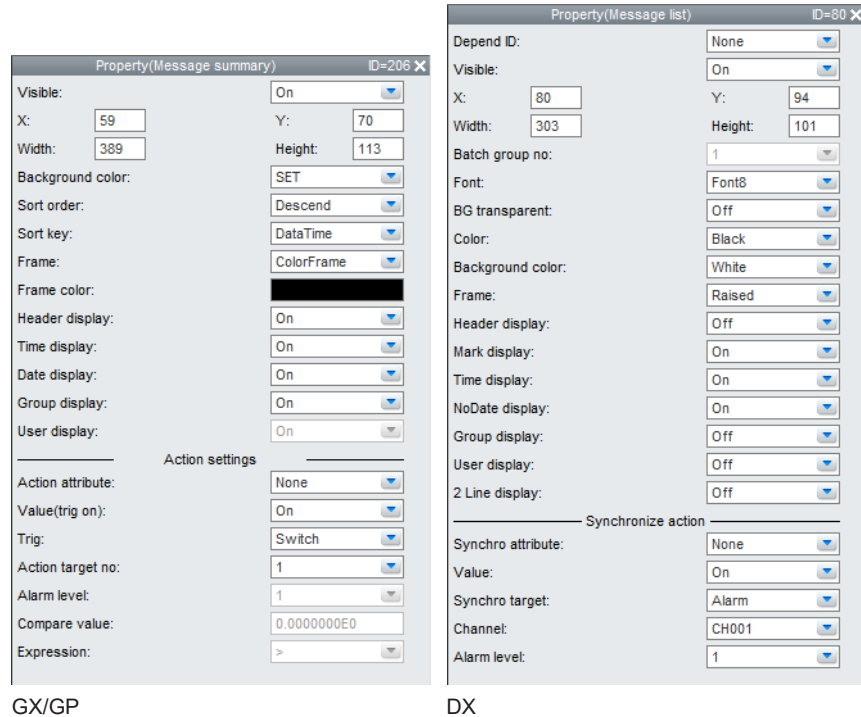 Property(Message summary) ID=206 X
Visible: On
X: 59 Y: 70
Width: 389 Height: 113
Background color: SET
Sort order: Descend
Sort key: DataTime
Frame: ColorFrame
Frame color:
Header display: On
Time display: On
Date display: On
Group display: On
User display: On
Action settings
Action attribute: None
Value(trig on): On
Trig: Switch
Action target no: 1
Alarm level: 1
Compare value: 0.0000000E0
Expression: >
GX/GP
Property(Message list) ID=80 X
Depend ID: None
Visible: On
X: 80 Y: 94
Width: 303 Height: 101
Batch group no: 1
Font: Font8
BG transparent: Off
Color: Black
Background color: White
Frame: Raised
Header display: Off
Mark display: On
Time display: On
NoDate display: On
Group display: Off
User display: Off
2 Line display: Off
Synchronize action
Synchro attribute: None
Value: On
Synchro target: Alarm
Channel: CH001
Alarm level: 1
DX